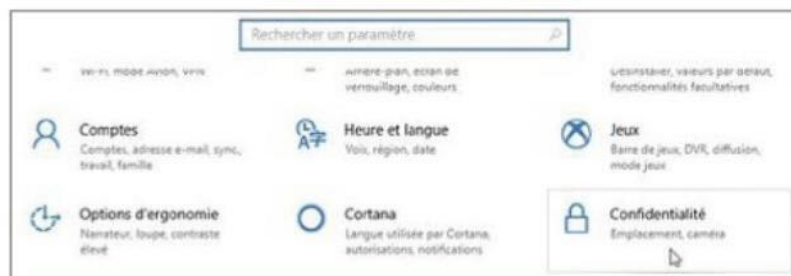 Rechercher un paramètre
Wi-Fi, mode Avion, VPN
Arrière-plan, écran de
verrouillage, couleurs
Désinstaller, valeurs par défaut,
fonctionnalités facultatives
Comptes
Comptes, adresse e-mail, sync.,
travail, famille
Heure et langue
Voix, région, date
Jeux
Barre de jeux, DVR, diffusion,
mode jeux
Options d'ergonomie
Narrateur, loupe, contraste
élevé
Cortana
Langue utilisée par Cortana,
autorisations, notifications
Confidentialité
Emplacement, caméra